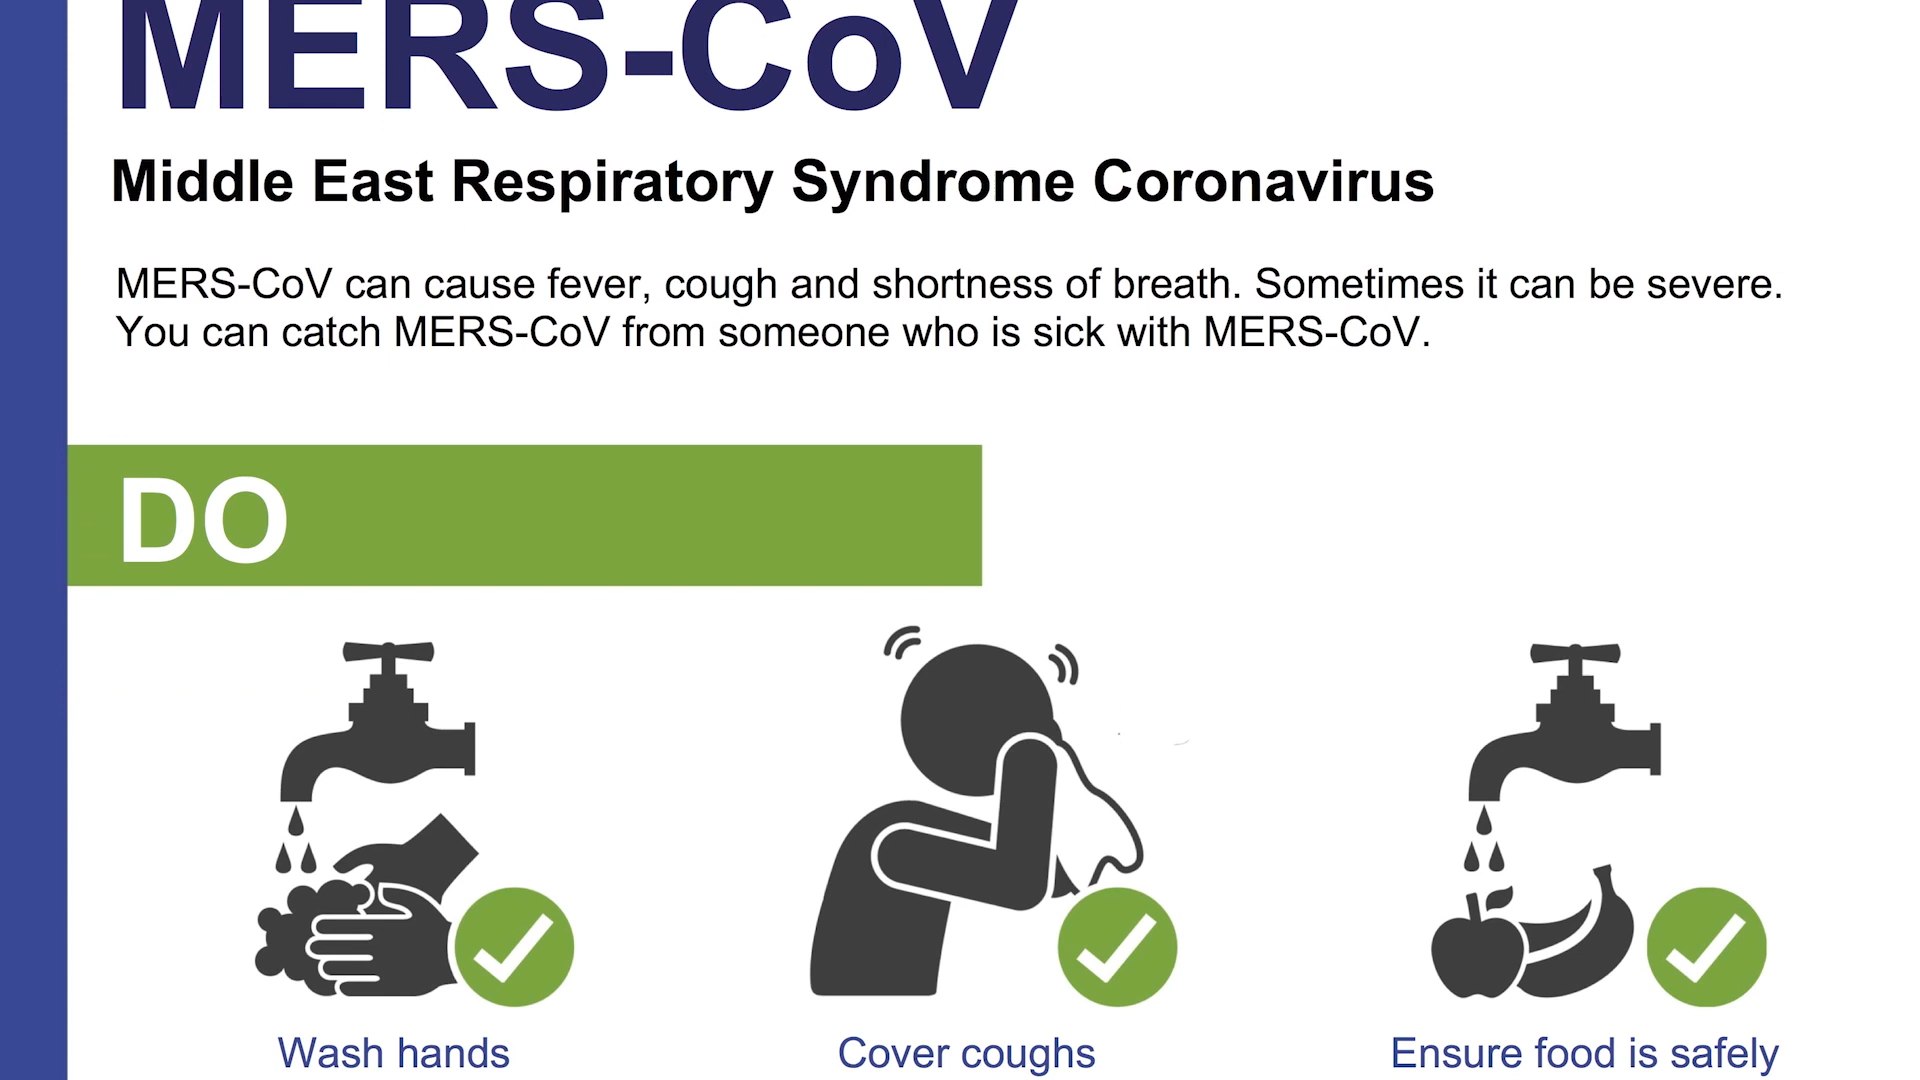 MERS-CoV
Middle East Respiratory Syndrome Coronavirus
MERS-CoV can cause fever, cough and shortness of breath. Sometimes it can be severe.
You can catch MERS-CoV from someone who is sick with MERS-CoV.
DO
Wash hands
Cover coughs
Ensure food is safely